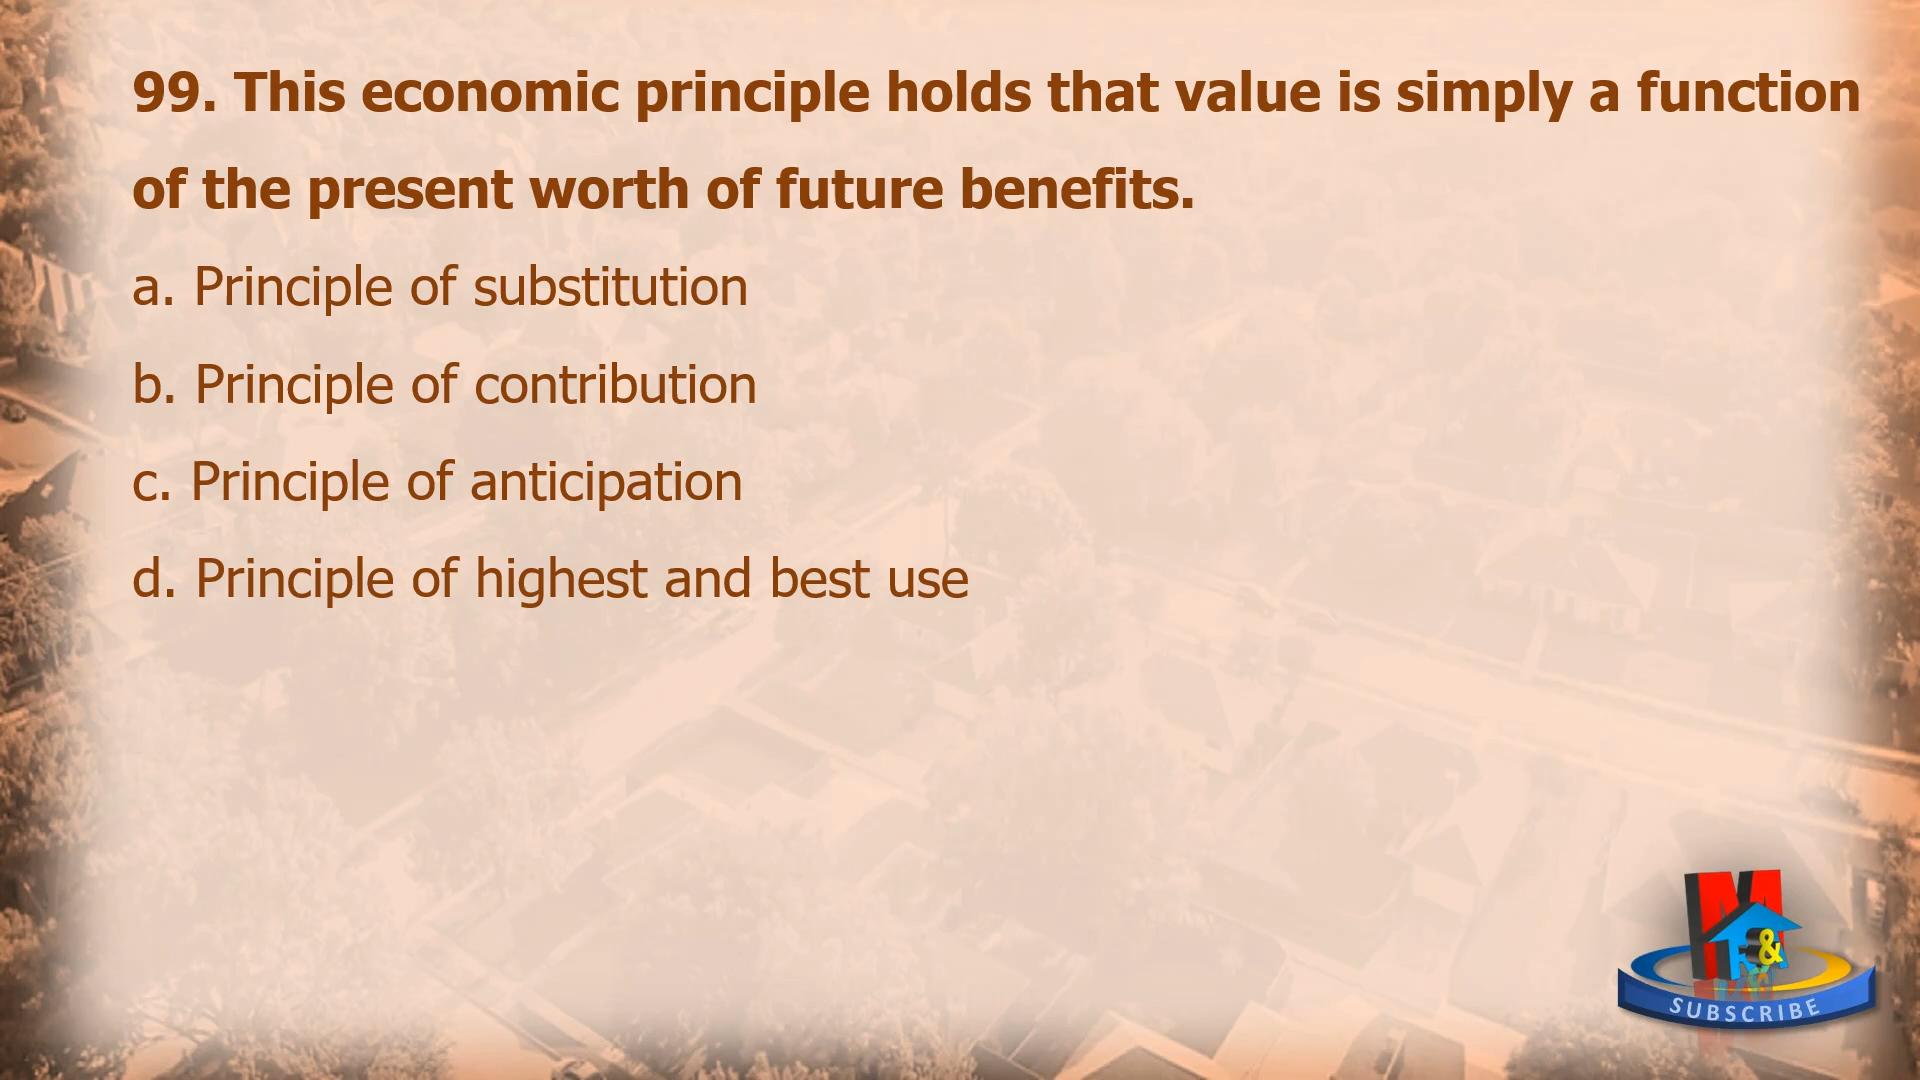 99. This economic principle holds that value is simply a function
of the present worth of future benefits.
a. Principle of substitution
b. Principle of contribution
c. Principle of anticipation
d. Principle of highest and best use
SUBSCRIBE